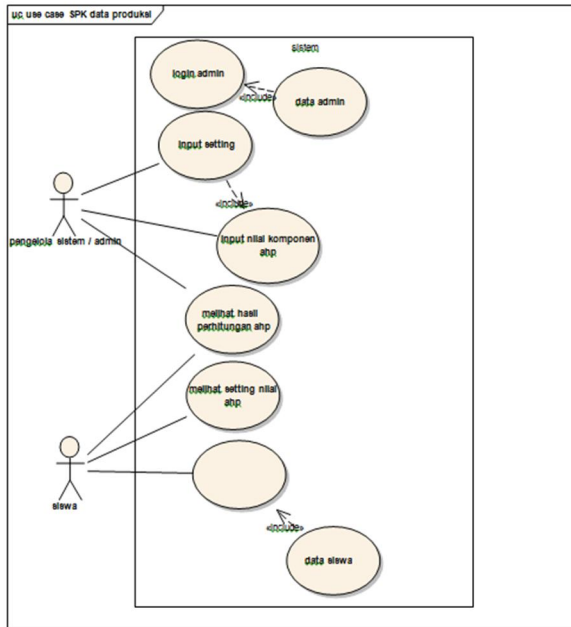 uc use case SPK data produksi
sistem
login admin
«include»
data admin
input setting
«include»
pengelola sistem / admin
input nilai komponen
ahp
melihat hasil
perhitungan ahp
melihat setting nilai
ahp
siswa
«include»
data siswa